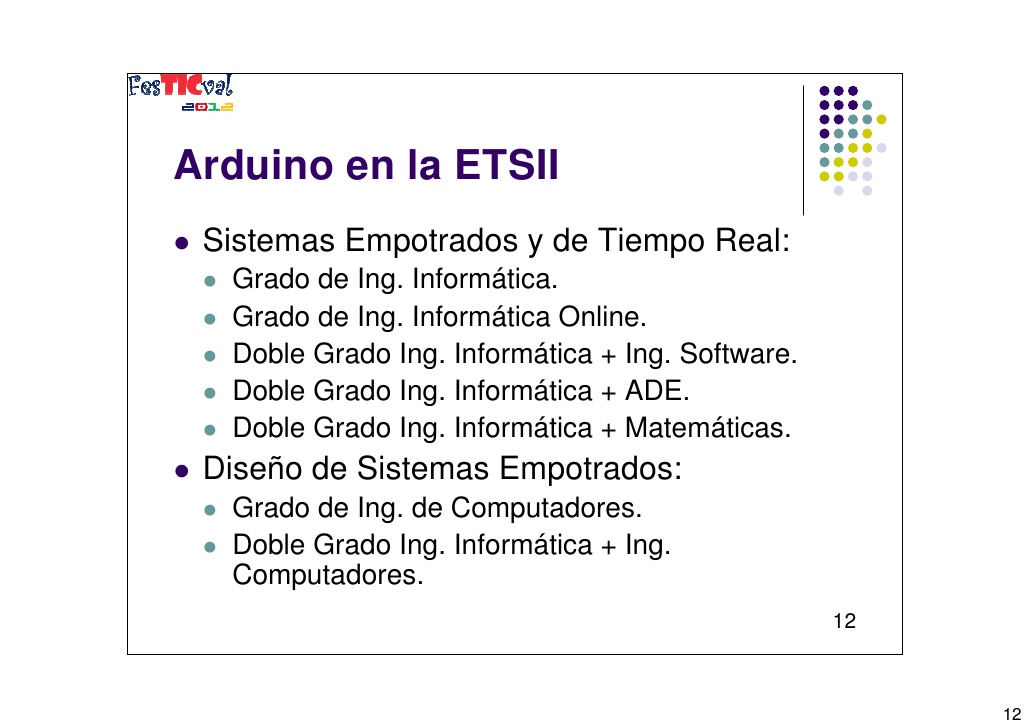 FesTICval
2012
Arduino en la ETSII
Sistemas Empotrados y de Tiempo Real:
Grado de Ing. Informática.
Grado de Ing. Informática Online.
Doble Grado Ing. Informática + Ing. Software.
Doble Grado Ing. Informática + ADE.
Doble Grado Ing. Informática + Matemáticas.
Diseño de Sistemas Empotrados:
Grado de Ing. de Computadores.
Doble Grado Ing. Informática + Ing.
Computadores.
12
12